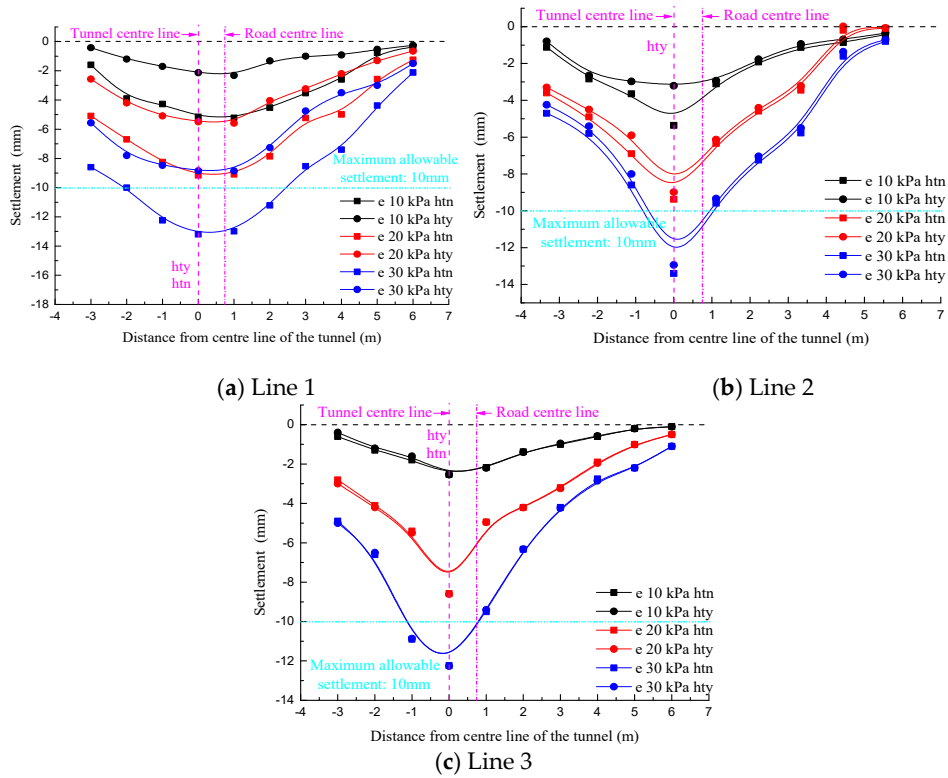 Tunnel centre line
Road centre line
0
-2
-4
-6
-8
-10
-12
-14
-16
-18
Settlement (mm)
Maximum allowable
settlement: 10mm
e 10 kPa htn
e 10 kPa hty
e 20 kPa htn
e 20 kPa hty
e 30 kPa htn
e 30 kPa hty
hty
htn
-4 -3 -2 -1 0 1 2 3 4 5 6 7
Distance from centre line of the tunnel (m)
(a) Line 1
Tunnel centre line
Road centre line
hty
2
0
-2
-4
-6
-8
-10
-12
-14
Settlement (mm)
Maximum allowable
settlement: 10mm
e 10 kPa htn
e 10 kPa hty
e 20 kPa htn
e 20 kPa hty
e 30 kPa htn
e 30 kPa hty
-4 -3 -2 -1 0 1 2 3 4 5 6
Distance from centre line of the tunnel (m)
(b) Line 2
Tunnel centre line
Road centre line
hty
htn
0
-2
-4
-6
-8
-10
-12
-14
Settlement (mm)
Maximum allowable
settlement: 10mm
e 10 kPa htn
e 10 kPa hty
e 20 kPa htn
e 20 kPa hty
e 30 kPa htn
e 30 kPa hty
-4 -3 -2 -1 0 1 2 3 4 5 6 7
Distance from centre line of the tunnel (m)
(c) Line 3